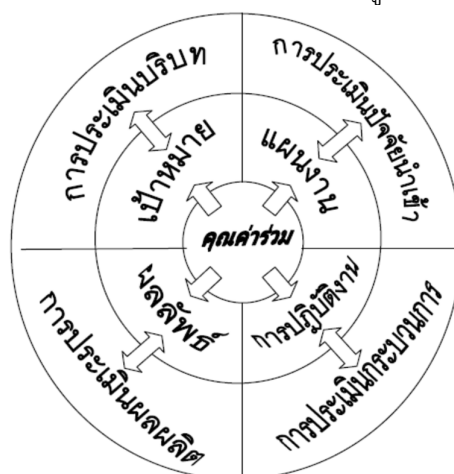 การประเมินบริบท
การประเมินปัจจัยนำเข้า
เป้าหมาย
แผนงาน
คุณค่าร่วม
ผลลัพธ์
การปฏิบัติงาน
การประเมินผลผลิต
การประเมินกระบวนการ